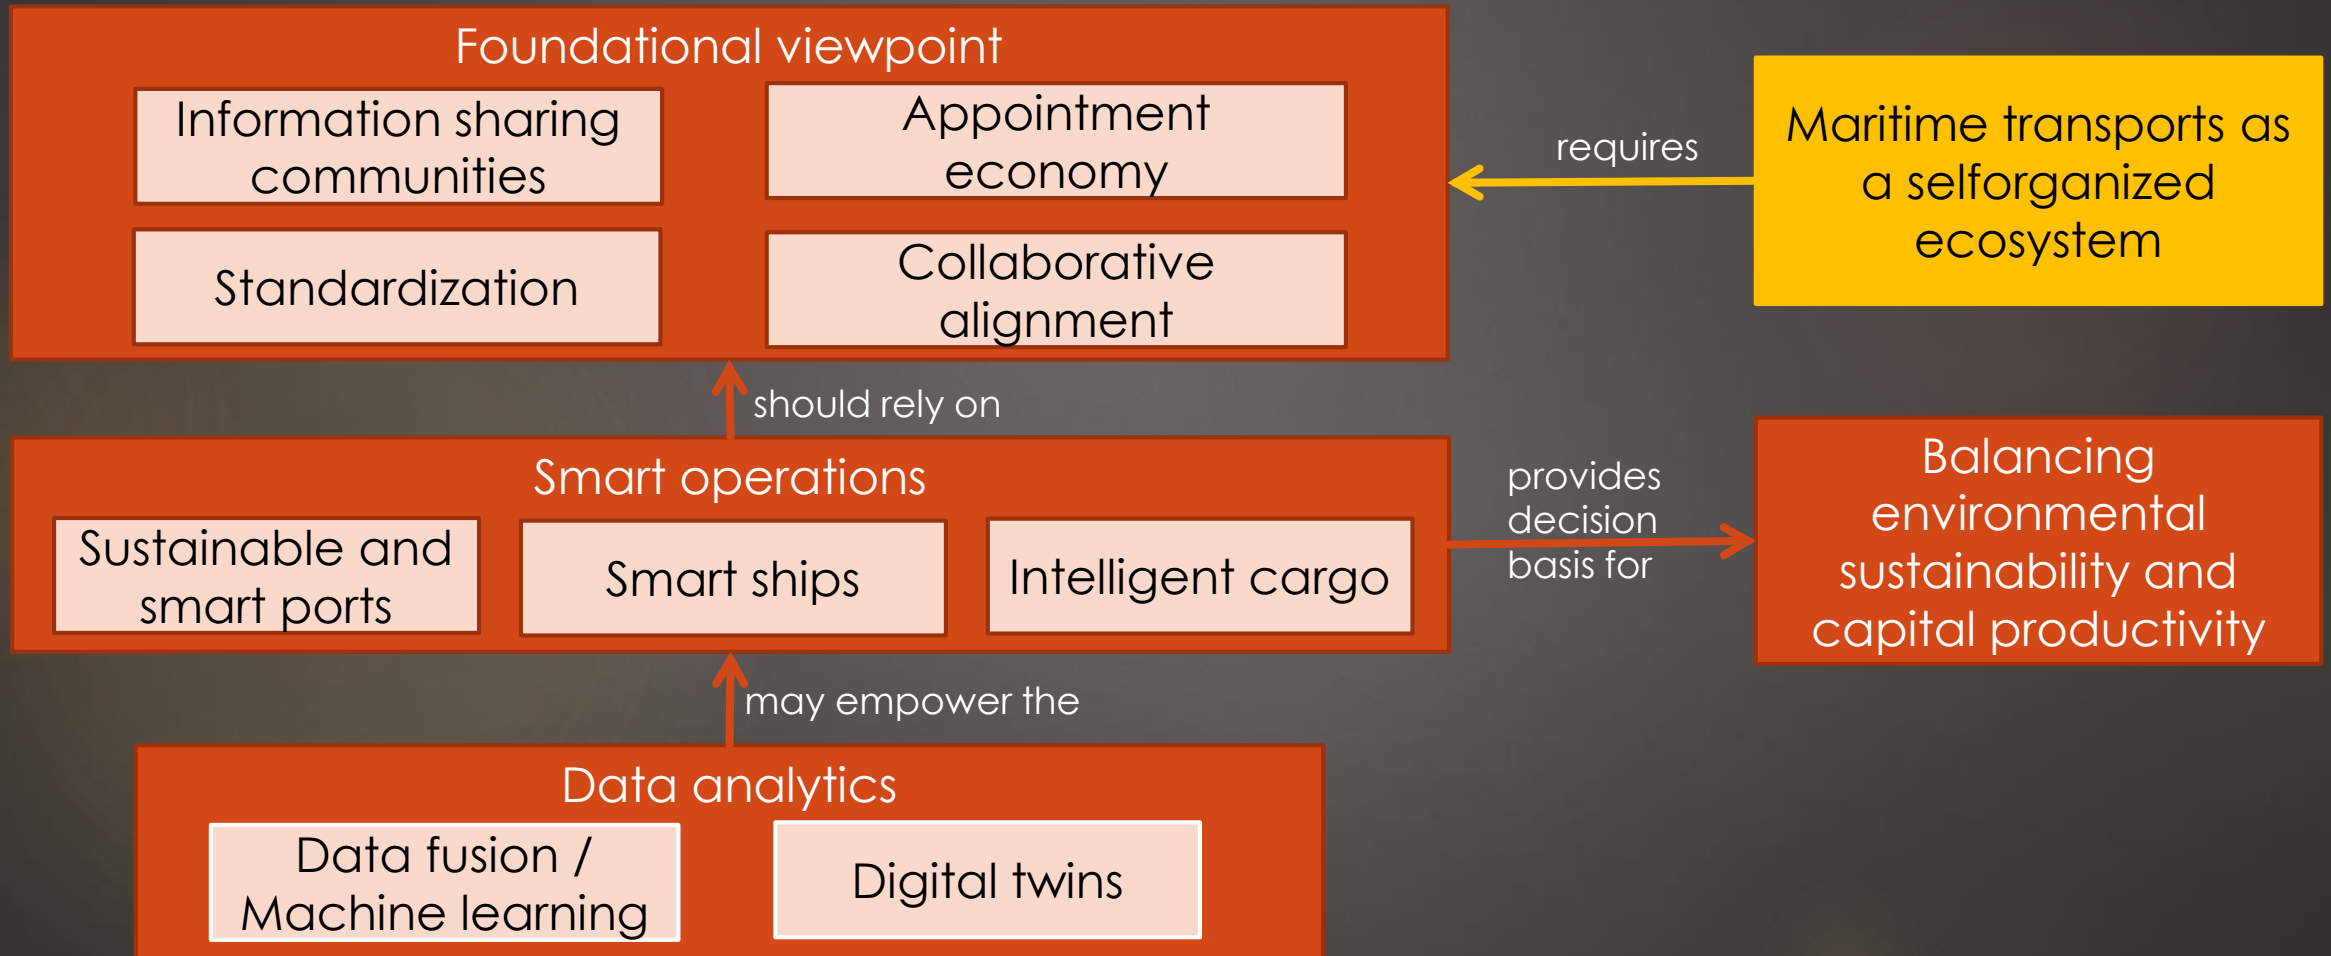 Foundational viewpoint
Information sharing
communities
Appointment
economy
Standardization
Collaborative
alignment
requires
Maritime transports as
a selforganized
ecosystem
should rely on
Smart operations
Sustainable and
smart ports
Smart ships
Intelligent cargo
provides
decision
basis for
Balancing
environmental
sustainability and
capital productivity
may empower the
Data analytics
Data fusion /
Machine learning
Digital twins